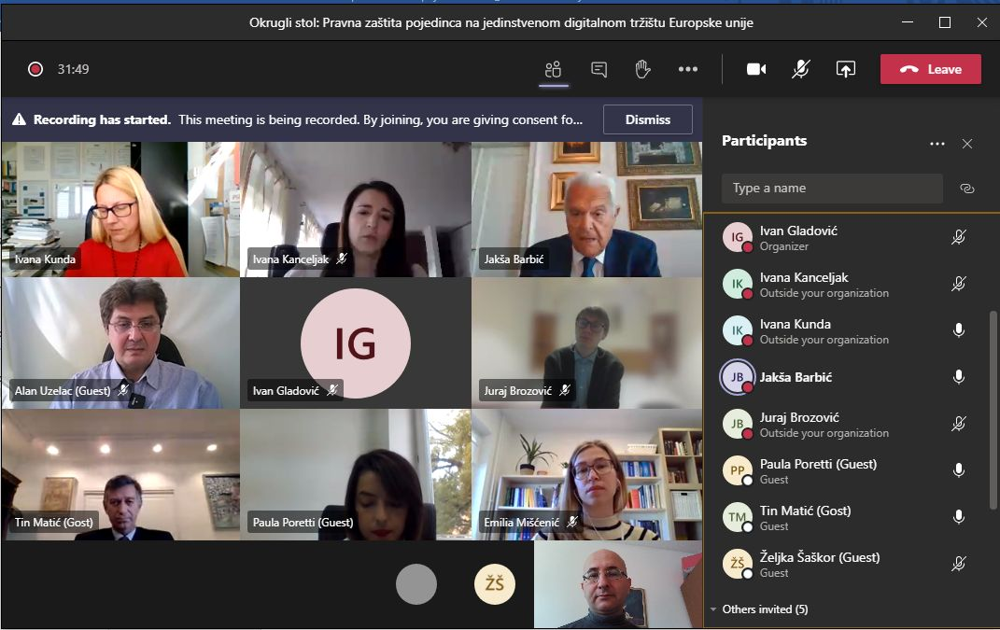 Okrugli stol: Pravna zaštita pojedinca na jedinstvenom digitalnom tržištu Europske unije
31:49
Leave
Recording has started. This meeting is being recorded. By joining, you are giving consent fo...
Dismiss
Ivana Kunda
Ivana Kanceljak
Jakša Barbić
Alan Uzelac (Guest)
IG
Ivan Gladović
Juraj Brozović
Tin Matić (Gost)
Paula Poretti (Guest)
Emilia Mišćenić
ŽŠ
Participants
Type a name
IG
Ivan Gladović
Organizer
IK
Ivana Kanceljak
Outside your organization
IK
Ivana Kunda
Outside your organization
JB
Jakša Barbić
JB
Juraj Brozović
Outside your organization
PP
Paula Poretti (Guest)
Guest
TM
Tin Matić (Gost)
Guest
ŽŠ
Željka Šaškor (Guest)
Guest
Others invited (5)